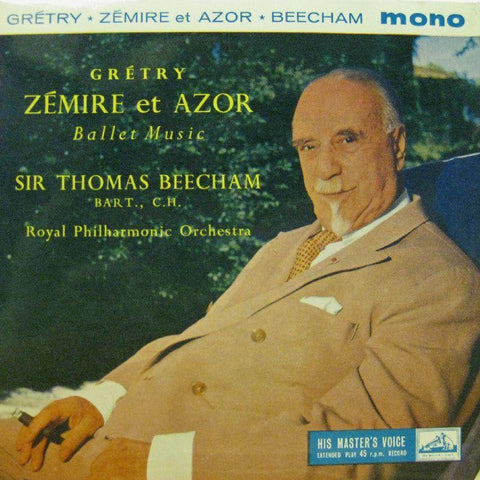 GRÉTRY ★ ZÉMIRE et AZOR ★ BEECHAM mono
GRÉTRY
ZÉMIRE et AZOR
Ballet Music
SIR THOMAS BEECHAM
BART., C.H.
Royal Philharmonic Orchestra
HIS MASTER'S VOICE
EXTENDED PLAY 45 r.p.m. RECORD